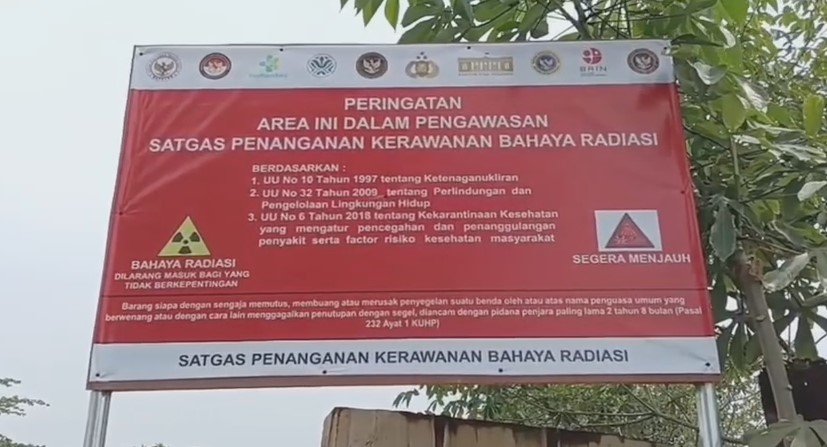 BRIN
PERINGATAN
AREA INI DALAM PENGAWASAN
SATGAS PENANGANAN KERAWANAN BAHAYA RADIASI
BERDASARKAN :
1. UU No 10 Tahun 1997 tentang Ketenaganukliran
2. UU No 32 Tahun 2009 tentang Perlindungan dan
Pengelolaan Lingkungan Hidup
3. UU No 6 Tahun 2018 tentang Kekarantinaan Kesehatan
yang mengatur pencegahan dan penanggulangan
penyakit serta factor risiko kesehatan masyarakat
BAHAYA RADIASI
DILARANG MASUK BAGI YANG
TIDAK BERKEPENTINGAN
SEGERA MENJAUH
Barang siapa dengan sengaja memutus, membuang atau merusak penyegelan suatu benda oleh atau atas nama penguasa umum yang
berwenang atau dengan cara lain menggagalkan penutupan dengan segel, diancam dengan pidana penjara paling lama 2 tahun 8 bulan (Pasal
232 Ayat 1 KUHP)
SATGAS PENANGANAN KERAWANAN BAHAYA RADIASI